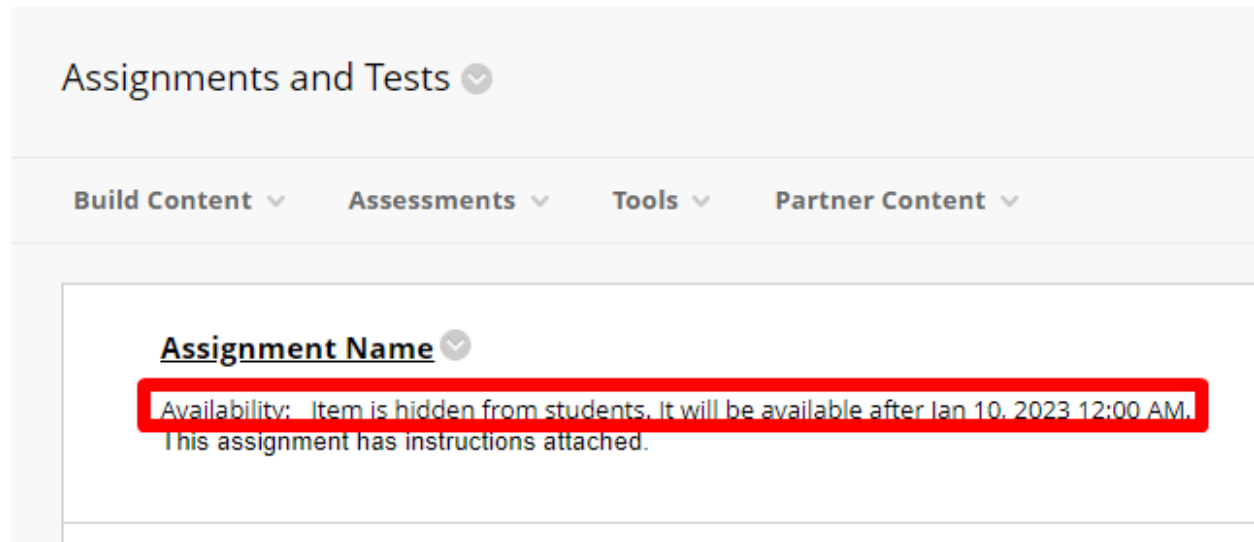 Assignments and Tests
Build Content Assessments Tools Partner Content
Assignment Name
Availability: Item is hidden from students. It will be available after Jan 10, 2023 12:00 AM.
This assignment has instructions attached.